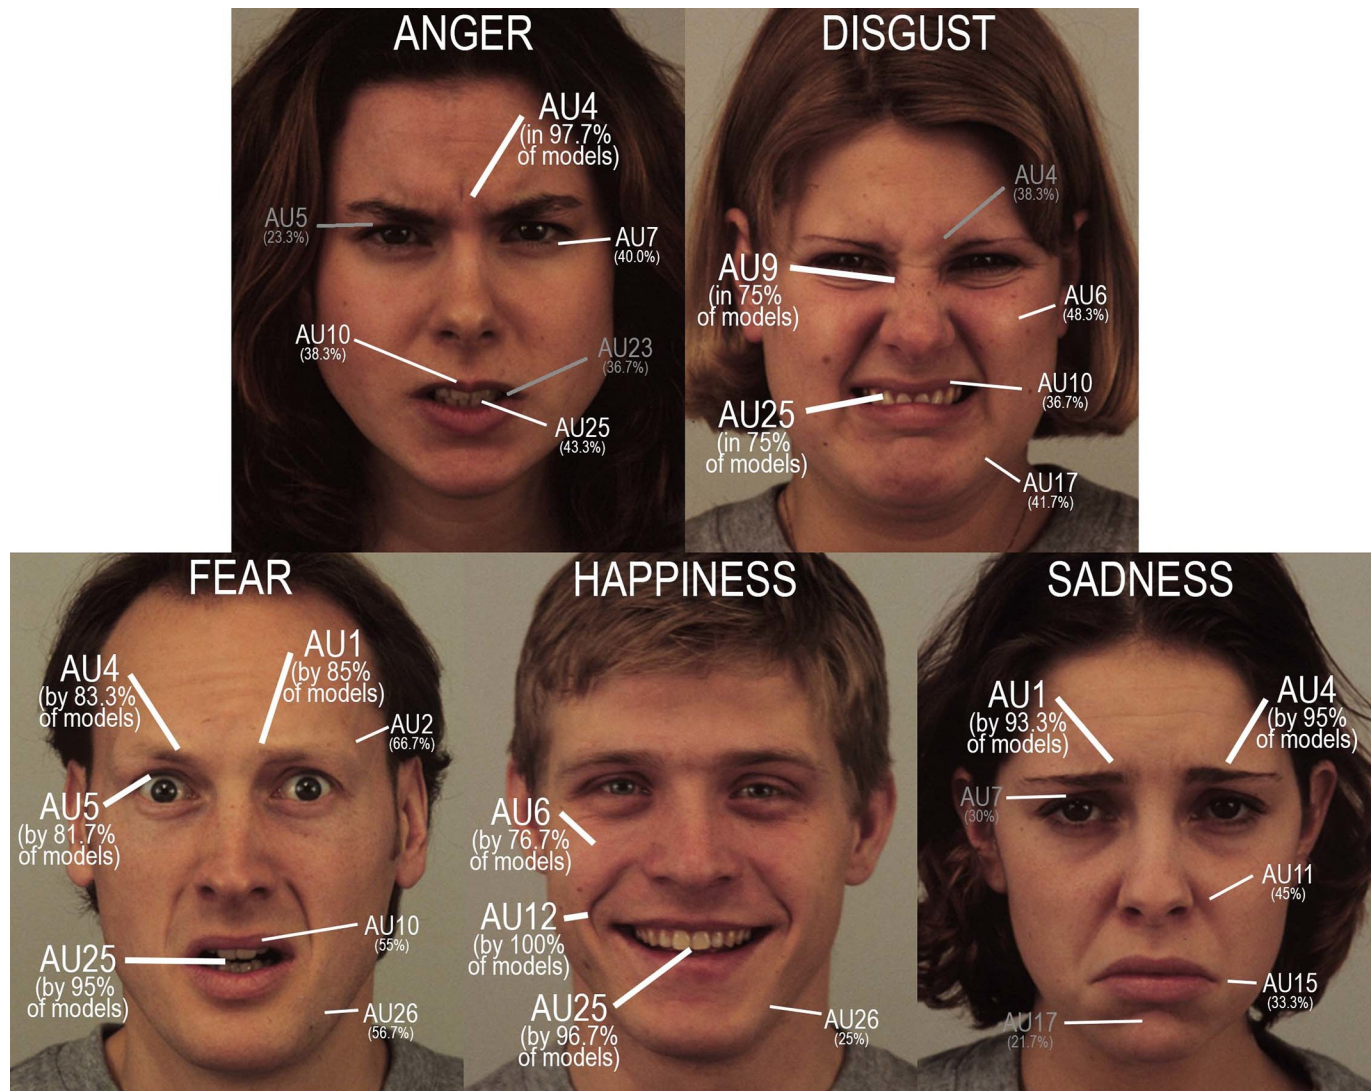 ANGER
AU4
(in 97.7%
of models)
AU5
(23.3%)
AU7
(40.0%)
AU10
(38.3%)
AU23
(36.7%)
AU25
(43.3%)
DISGUST
AU4
(38.3%)
AU9
(in 75%
of models)
AU6
(48.3%)
AU10
(36.7%)
AU25
(in 75%
of models)
AU17
(41.7%)
FEAR
AU1
(by 85%
of models)
AU4
(by 83.3%
of models)
AU2
(66.7%)
AU5
(by 81.7%
of models)
AU10
(55%)
AU25
(by 95%
of models)
AU26
(56.7%)
HAPPINESS
AU6
(by 76.7%
of models)
AU12
(by 100%
of models)
AU25
(by 96.7%
of models)
AU26
(25%)
SADNESS
AU1
(by 93.3%
of models)
AU4
(by 95%
of models)
AU7
(30%)
AU11
(45%)
AU15
(33.3%)
AU17
(21.7%)